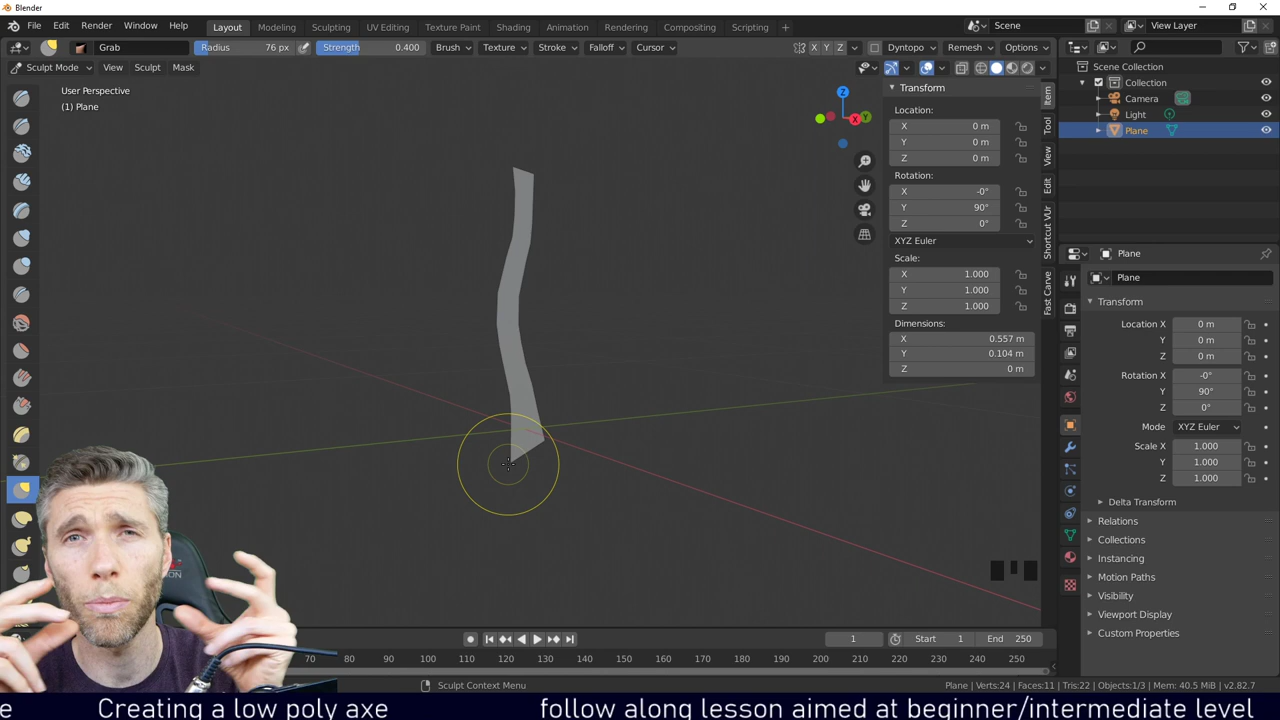 Blender
File Edit Render Window Help Layout Modeling Sculpting UV Editing Texture Paint Shading Animation Rendering Compositing Scripting + Scene View Layer
Grab Radius 76 px Strength 0.400 Brush Texture Stroke Falloff Cursor X Y Z Dyntopo Remesh Options
Sculpt Mode View Sculpt Mask
User Perspective
(1) Plane
Z
X
Y
Transform
Location:
X 0 m
Y 0 m
Z 0 m
Rotation:
X -0°
Y 90°
Z 0°
XYZ Euler
Scale:
X 1.000
Y 1.000
Z 1.000
Dimensions:
X 0.557 m
Y 0.104 m
Z 0 m
Item
Tool
View
Edit
Shortcut VUr
Fast Carve
Scene Collection
Collection
Camera
Light
Plane
Plane
Plane
Transform
Location X 0 m
Y 0 m
Z 0 m
Rotation X -0°
Y 90°
Z 0°
Mode XYZ Euler
Scale X 1.000
Y 1.000
Z 1.000
Delta Transform
Relations
Collections
Instancing
Motion Paths
Visibility
Viewport Display
Custom Properties
1 Start 1 End 250
70 80 90 100 110 120 130 140 150 160 170 180 190 200 210 220 230 240 250
Sculpt Context Menu
Plane | Verts:24 | Faces:11 | Tris:22 | Objects:1/3 | Mem: 40.5 MiB | v2.82.7
e Creating a low poly axe follow along lesson aimed at beginner/intermediate level